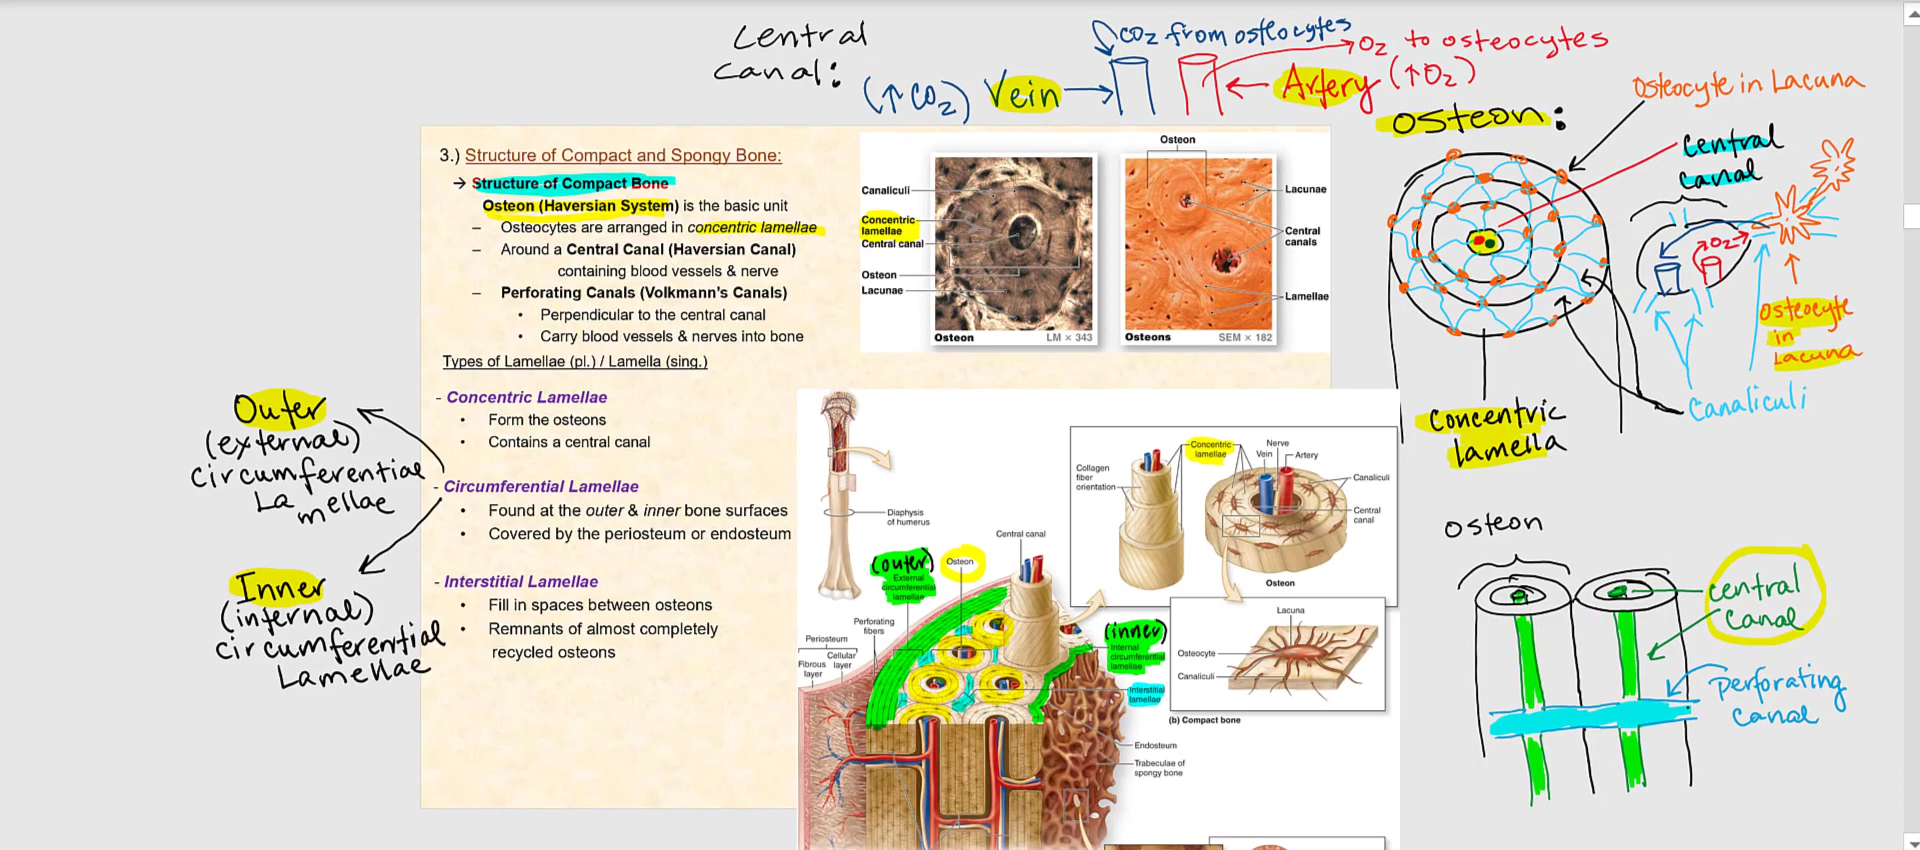 Central
Canal:
CO2 from osteocytes
O2 to osteocytes
(↑CO2) Vein →
← Artery (↑O2)
3.) Structure of Compact and Spongy Bone:
→ Structure of Compact Bone
Osteon (Haversian System) is the basic unit
– Osteocytes are arranged in concentric lamellae
– Around a Central Canal (Haversian Canal)
containing blood vessels & nerve
– Perforating Canals (Volkmann's Canals)
• Perpendicular to the central canal
• Carry blood vessels & nerves into bone
Types of Lamellae (pl.) / Lamella (sing.)
- Concentric Lamellae
• Form the osteons
• Contains a central canal
- Circumferential Lamellae
• Found at the outer & inner bone surfaces
• Covered by the periosteum or endosteum
- Interstitial Lamellae
• Fill in spaces between osteons
• Remnants of almost completely
recycled osteons
Outer
(external)
circumferential
La
mellae
Inner
(internal)
circumferential
Lamellae
Canaliculi
Concentric
lamellae
Central canal
Osteon
Lacunae
Osteon
LM × 343
Osteon
Lacunae
Central
canals
Lamellae
Osteons
SEM × 182
Osteon:
Osteocyte in Lacuna
Central
Canal
O2
Osteocyte
in
Lacuna
Canaliculi
Concentric
lamella
Osteon
Central
Canal
Perforating
Canal
Diaphysis
of humerus
Collagen
fiber
orientation
Concentric
lamellae
Nerve
Vein
Artery
Canaliculi
Central
canal
Osteon
Central canal
(outer)
External
circumferential
lamellae
Osteon
Perforating
fibers
Periosteum
Cellular
layer
Fibrous
layer
(inner)
Internal
circumferential
lamellae
Interstitial
lamellae
Lacuna
Osteocyte
Canaliculi
(b) Compact bone
Endosteum
Trabeculae of
spongy bone